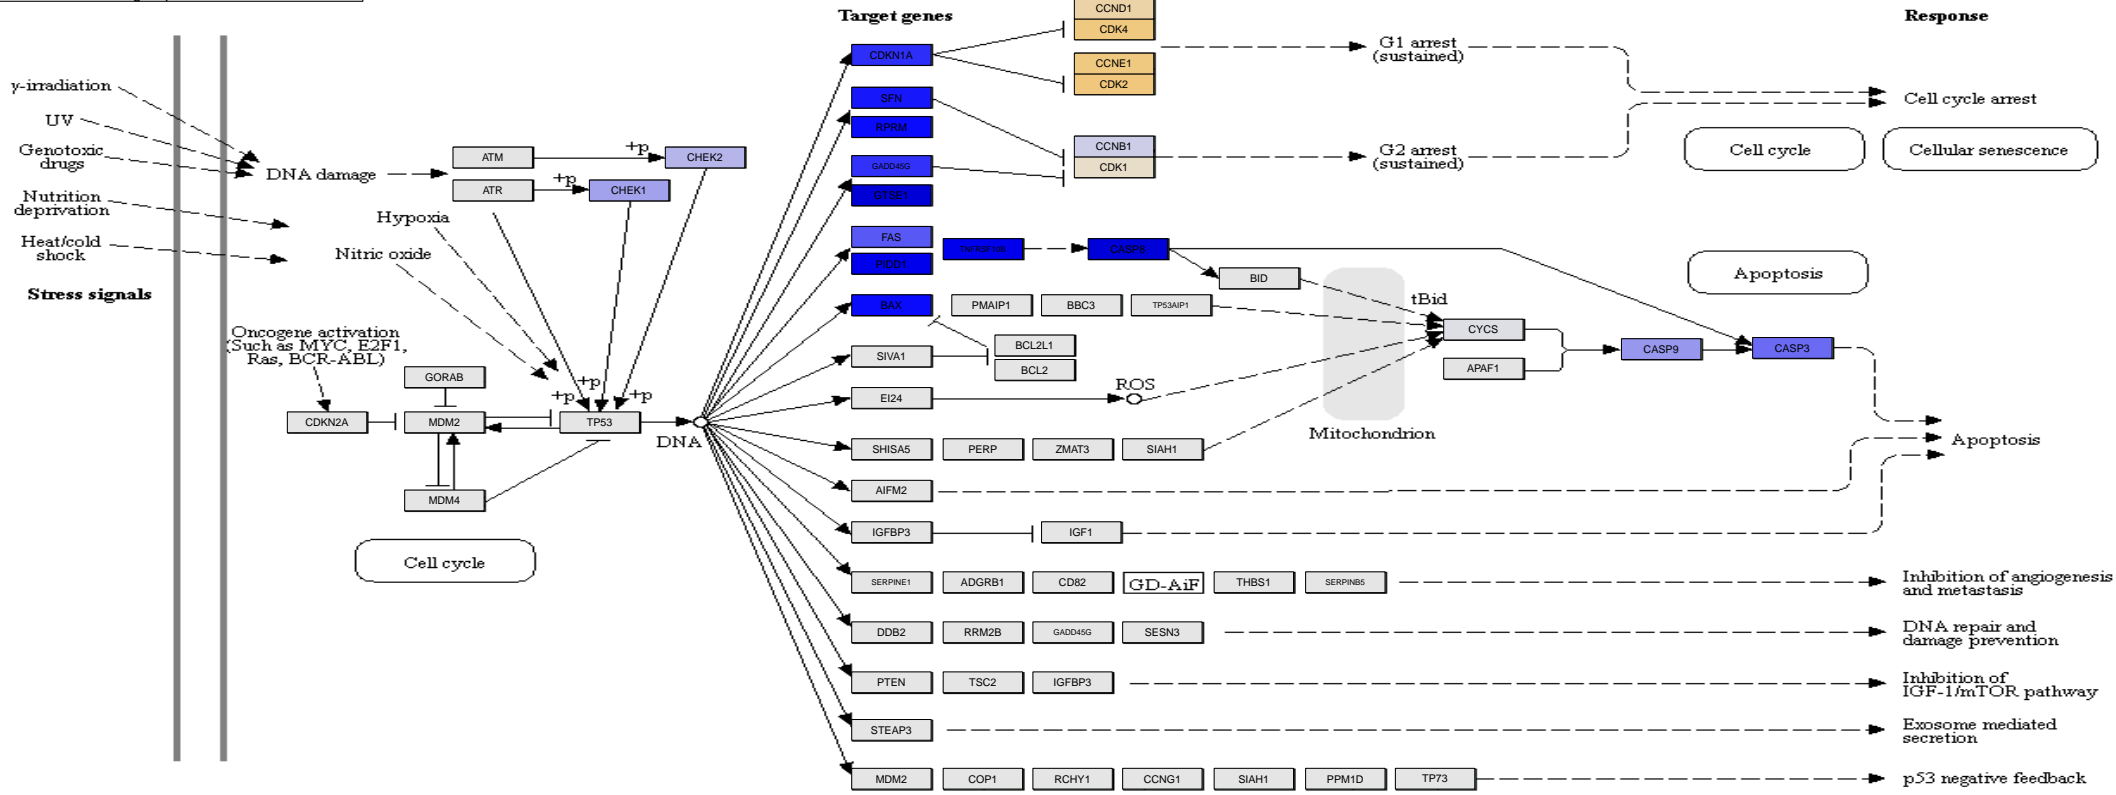 Target genes
Response
CCND1
CDK4
CDKN1A
CCNE1
CDK2
G1 arrest
(sustained)
γ-irradiation
UV
Genotoxic
drugs
Nutrition
deprivation
Heat/cold
shock
Stress signals
DNA damage
ATM
+p
CHEK2
ATR
+p
CHEK1
Hypoxia
Nitric oxide
SFN
RPRM
GADD45G
GTSE1
CCNB1
CDK1
G2 arrest
(sustained)
Cell cycle arrest
Cell cycle
Cellular senescence
FAS
PIDD1
CASP8
BID
tBid
Apoptosis
BAX
PMAIP1
BBC3
TP53AIP1
CYCS
Oncogene activation
(Such as MYC, E2F1,
Ras, BCR-ABL)
SIVA1
BCL2L1
BCL2
APAF1
CASP9
CASP3
GORAB
+p
+p
+p
EI24
ROS
CDKN2A
MDM2
TP53
DNA
Mitochondrion
SHISA5
PERP
ZMAT3
SIAH1
Apoptosis
MDM4
AIFM2
IGFBP3
IGF1
Cell cycle
SERPINE1
ADGRB1
CD82
GD-AiF
THBS1
SERPINB5
Inhibition of angiogenesis
and metastasis
DDB2
RRM2B
GADD45G
SESN3
DNA repair and
damage prevention
PTEN
TSC2
IGFBP3
Inhibition of
IGF-1/mTOR pathway
STEAP3
Exosome mediated
secretion
MDM2
COP1
RCHY1
CCNG1
SIAH1
PPM1D
TP73
p53 negative feedback